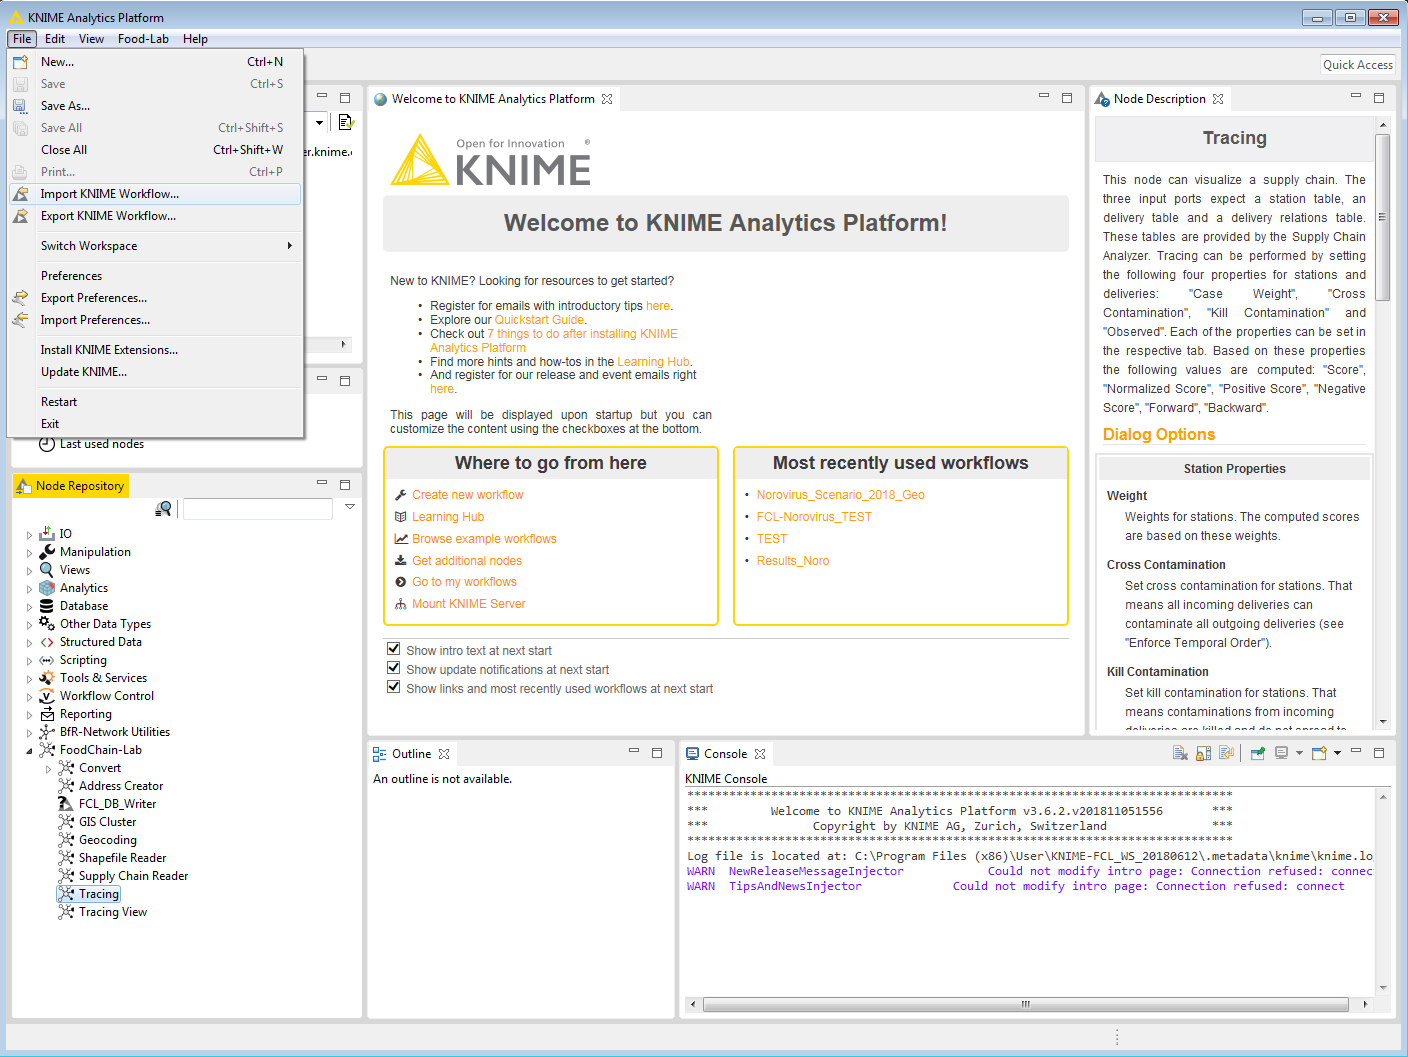 KNIME Analytics Platform
File Edit View Food-Lab Help
New... Ctrl+N
Save Ctrl+S
Save As...
Save All Ctrl+Shift+S
Close All Ctrl+Shift+W
Print... Ctrl+P
Import KNIME Workflow...
Export KNIME Workflow...
Switch Workspace
Preferences
Export Preferences...
Import Preferences...
Install KNIME Extensions...
Update KNIME...
Restart
Exit
er.knime.
Last used nodes
Quick Access
Node Repository
IO
Manipulation
Views
Analytics
Database
Other Data Types
Structured Data
Scripting
Tools & Services
Workflow Control
Reporting
BfR-Network Utilities
FoodChain-Lab
Convert
Address Creator
FCL_DB_Writer
GIS Cluster
Geocoding
Shapefile Reader
Supply Chain Reader
Tracing
Tracing View
Welcome to KNIME Analytics Platform
Open for Innovation ®
KNIME
Welcome to KNIME Analytics Platform!
New to KNIME? Looking for resources to get started?
• Register for emails with introductory tips here.
• Explore our Quickstart Guide.
• Check out 7 things to do after installing KNIME
Analytics Platform
• Find more hints and how-tos in the Learning Hub.
• And register for our release and event emails right
here.
This page will be displayed upon startup but you can
customize the content using the checkboxes at the bottom.
Where to go from here
Create new workflow
Learning Hub
Browse example workflows
Get additional nodes
Go to my workflows
Mount KNIME Server
Most recently used workflows
• Norovirus_Scenario_2018_Geo
• FCL-Norovirus_TEST
• TEST
• Results_Noro
Show intro text at next start
Show update notifications at next start
Show links and most recently used workflows at next start
Node Description
Tracing
This node can visualize a supply chain. The
three input ports expect a station table, an
delivery table and a delivery relations table.
These tables are provided by the Supply Chain
Analyzer. Tracing can be performed by setting
the following four properties for stations and
deliveries: "Case Weight", "Cross
Contamination", "Kill Contamination" and
"Observed". Each of the properties can be set in
the respective tab. Based on these properties
the following values are computed: "Score",
"Normalized Score", "Positive Score", "Negative
Score", "Forward", "Backward".
Dialog Options
Station Properties
Weight
Weights for stations. The computed scores
are based on these weights.
Cross Contamination
Set cross contamination for stations. That
means all incoming deliveries can
contaminate all outgoing deliveries (see
"Enforce Temporal Order").
Kill Contamination
Set kill contamination for stations. That
means contaminations from incoming
deliveries are killed and do not spread to
Outline
An outline is not available.
Console
KNIME Console
******************************************************************************
*** Welcome to KNIME Analytics Platform v3.6.2.v201811051556 ***
*** Copyright by KNIME AG, Zurich, Switzerland ***
******************************************************************************
Log file is located at: C:\Program Files (x86)\User\KNIME-FCL_WS_20180612\.metadata\knime\knime.lo
WARN NewReleaseMessageInjector Could not modify intro page: Connection refused: connec
WARN TipsAndNewsInjector Could not modify intro page: Connection refused: connect